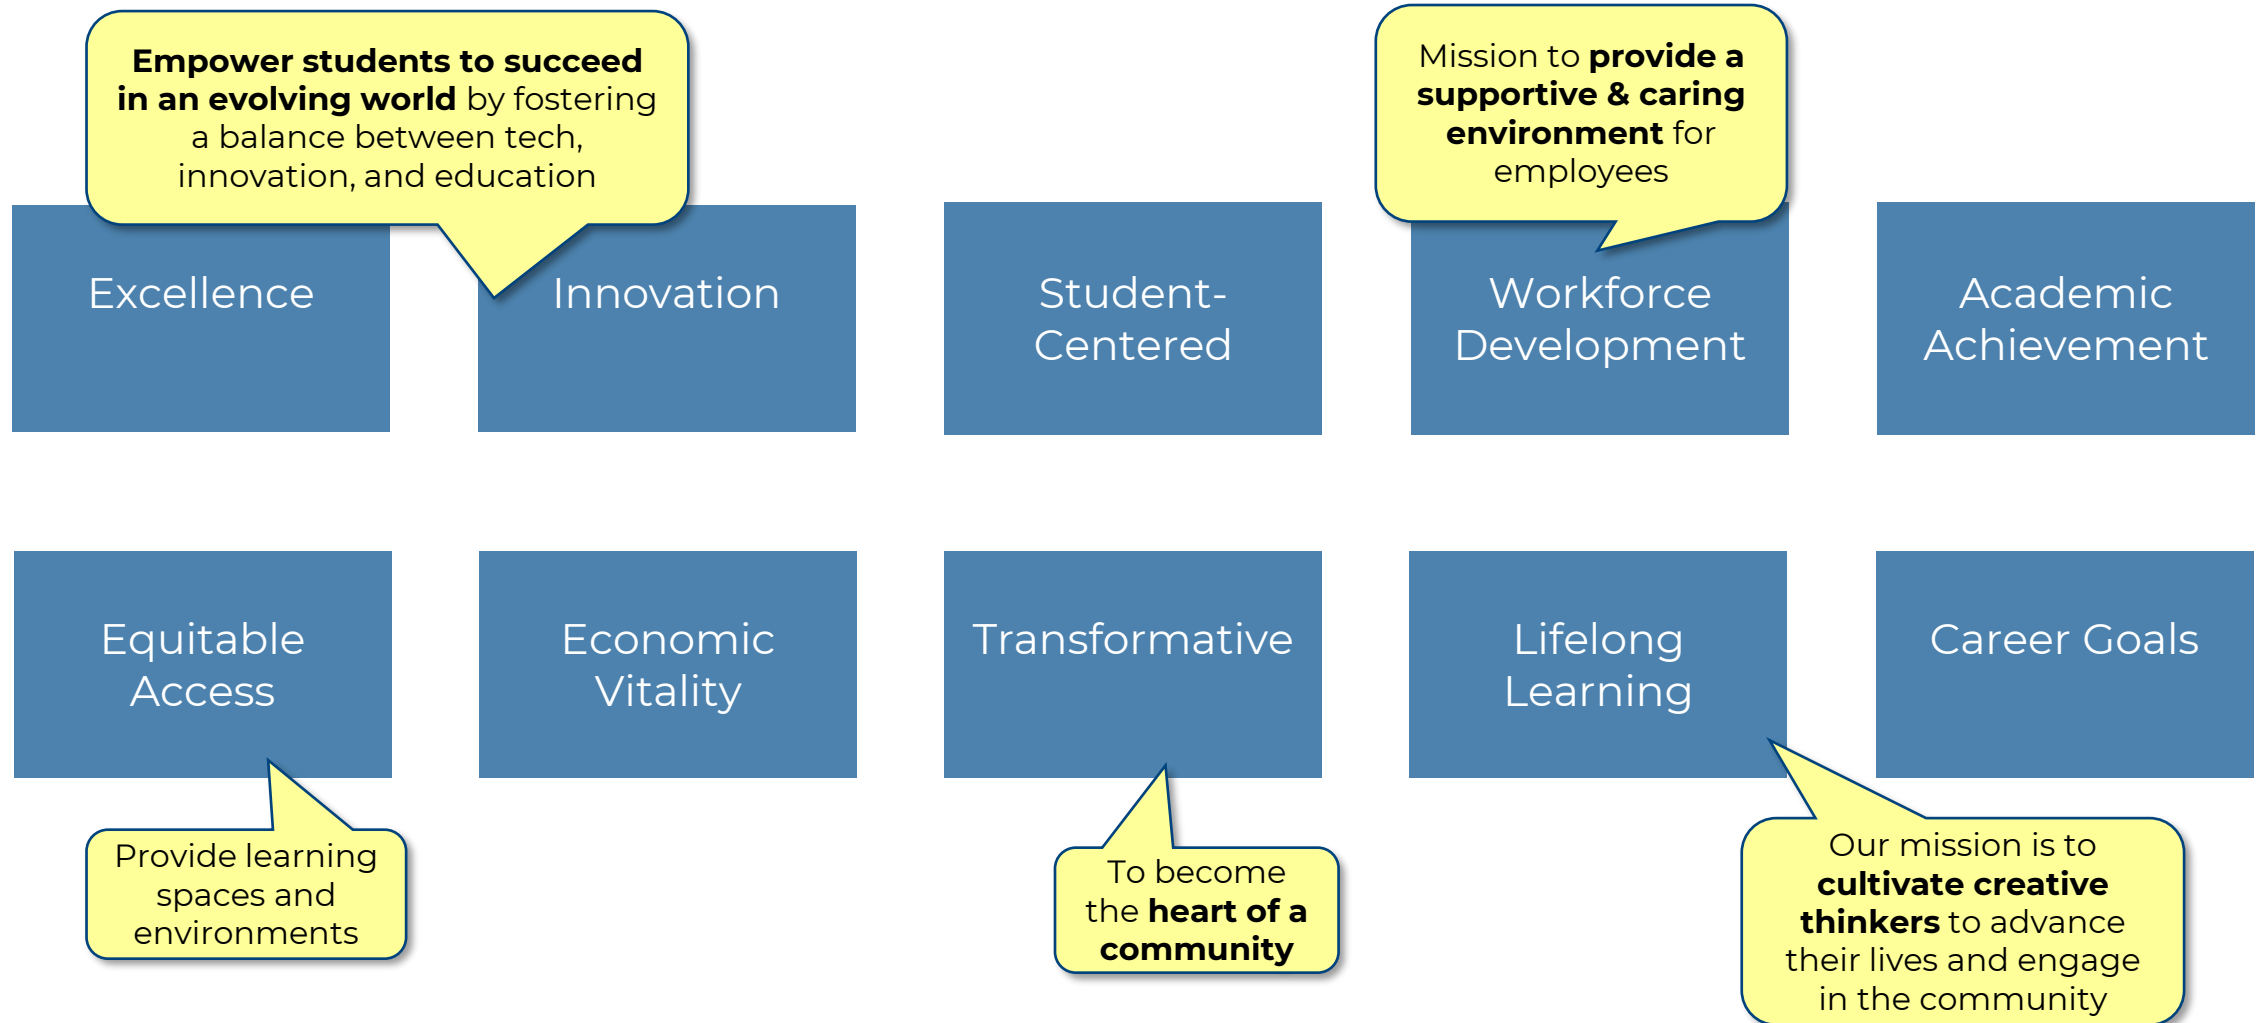 Empower students to succeed
in an evolving world by fostering
a balance between tech,
innovation, and education
Mission to provide a
supportive & caring
environment for
employees
Excellence
Innovation
Student-
Centered
Workforce
Development
Academic
Achievement
Equitable
Access
Economic
Vitality
Transformative
Lifelong
Learning
Career Goals
Provide learning
spaces and
environments
To become
the heart of a
community
Our mission is to
cultivate creative
thinkers to advance
their lives and engage
in the community